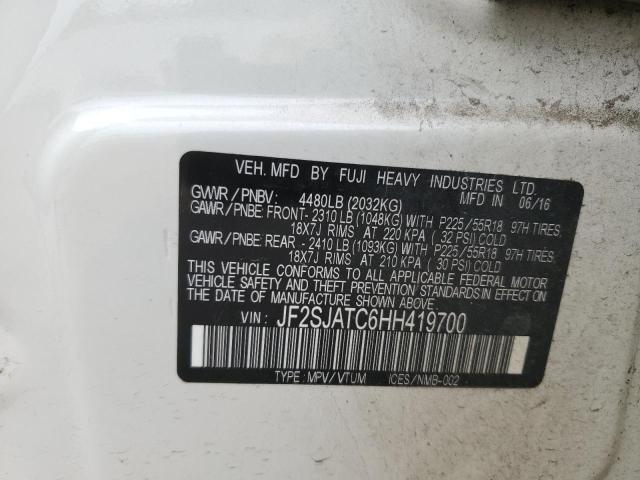 VEH. MFD BY FUJI HEAVY INDUSTRIES LTD.
MFD IN 06/16
GVWR / PNBV: 4480LB (2032KG)
GAWR/PNBE: FRONT- 2310 LB (1048KG) WITH P225/55R18 97H TIRES
18X7J RIMS AT 220 KPA ( 32 PSI) COLD
GAWR/PNBE: REAR - 2410 LB (1093KG) WITH P225/55R18 97H TIRES
18X7J RIMS AT 210 KPA ( 30 PSI) COLD
THIS VEHICLE CONFORMS TO ALL APPLICABLE FEDERAL MOTOR
VEHICLE SAFETY AND THEFT PREVENTION STANDARDS IN EFFECT
ON THE DATE OF MANUFACTURE SHOWN ABOVE.
VIN: JF2SJATC6HH419700
TYPE: MPV/VTUM ICES/NMB-002